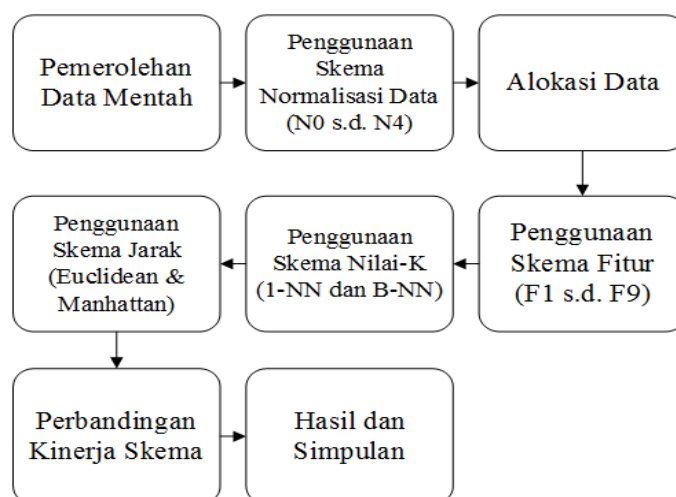 Pemerolehan
Data Mentah
Penggunaan
Skema
Normalisasi Data
(N0 s.d. N4)
Alokasi Data
Penggunaan
Skema Fitur
(F1 s.d. F9)
Penggunaan
Skema Nilai-K
(1-NN dan B-NN)
Penggunaan
Skema Jarak
(Euclidean &
Manhattan)
Perbandingan
Kinerja Skema
Hasil dan
Simpulan